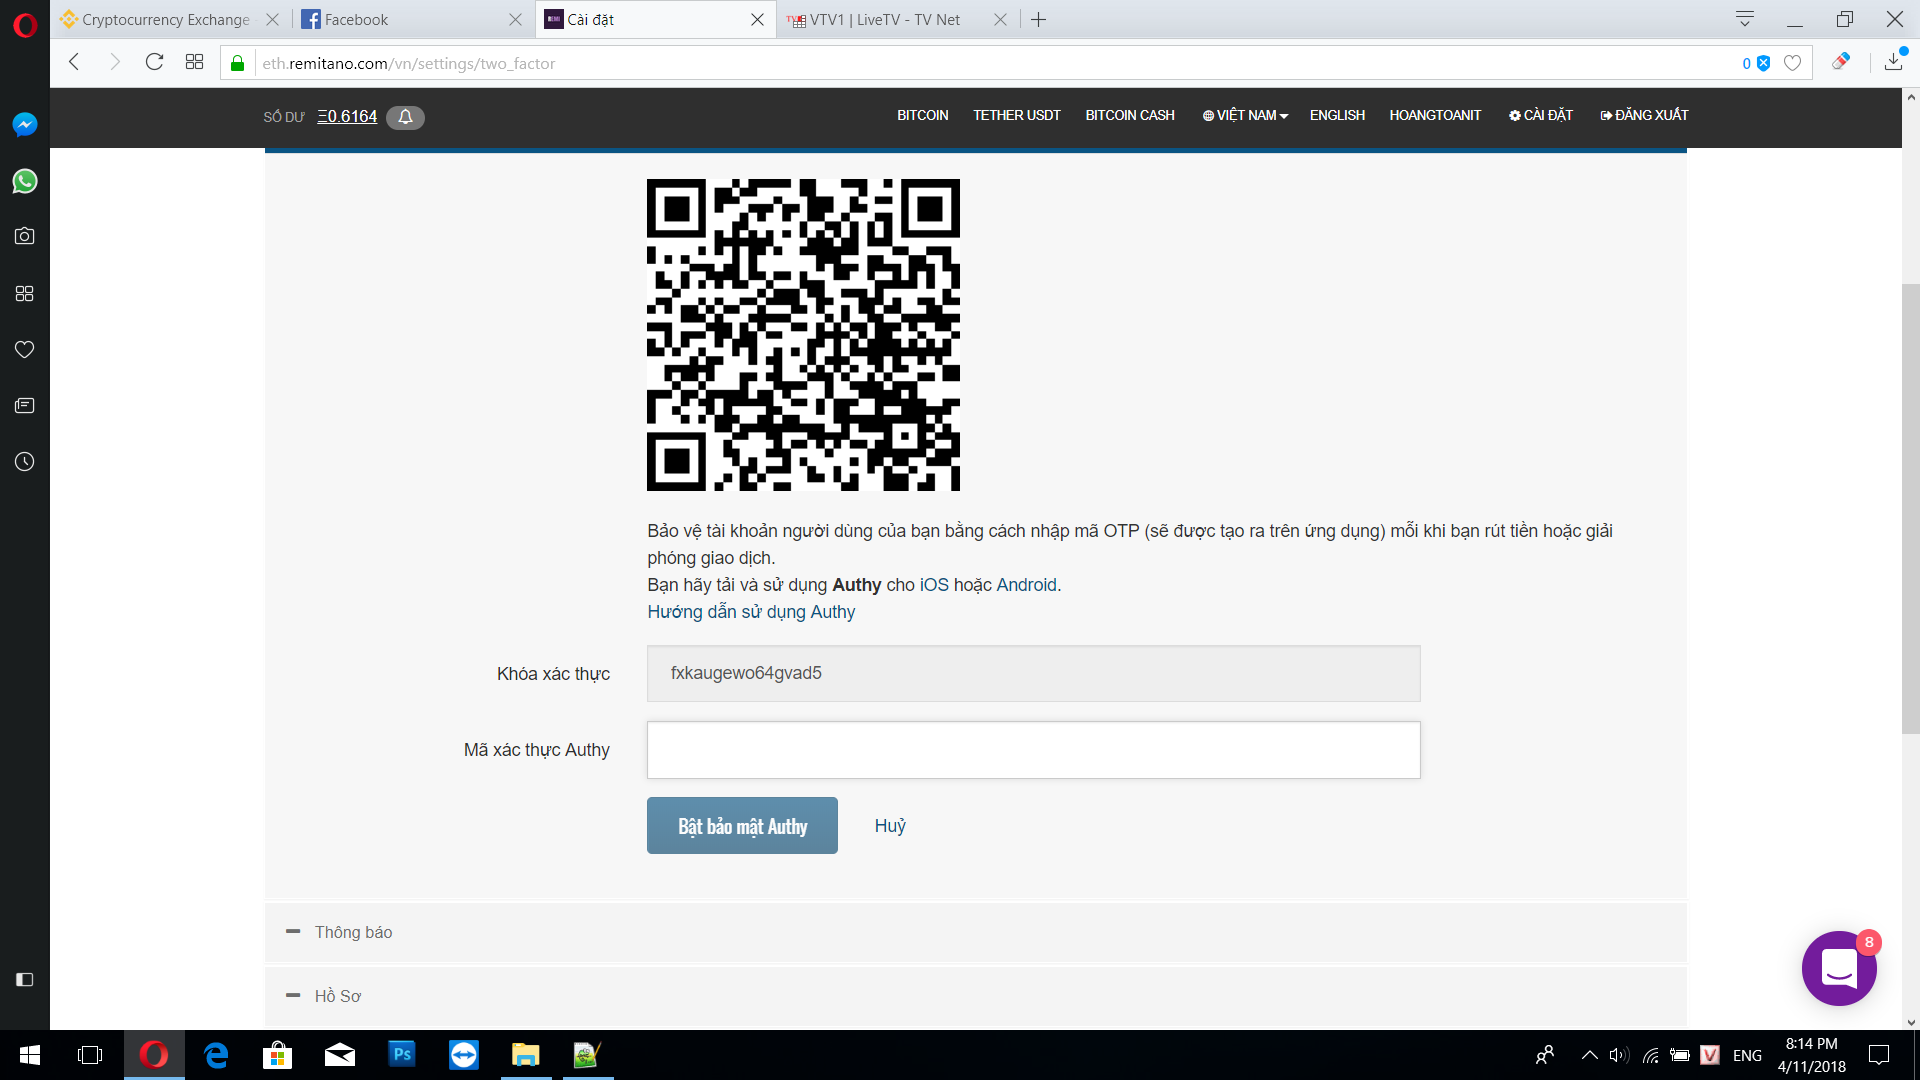 Cryptocurrency Exchange
Facebook
Cài đặt
VTV1 | LiveTV - TV Net
eth.remitano.com/vn/settings/two_factor
0
SỐ DƯ Ξ0.6164
BITCOIN TETHER USDT BITCOIN CASH VIỆT NAM ENGLISH HOANGTOANIT CÀI ĐẶT ĐĂNG XUẤT
Bảo vệ tài khoản người dùng của bạn bằng cách nhập mã OTP (sẽ được tạo ra trên ứng dụng) mỗi khi bạn rút tiền hoặc giải
phóng giao dịch.
Bạn hãy tải và sử dụng Authy cho iOS hoặc Android.
Hướng dẫn sử dụng Authy
Khóa xác thực fxkaugewo64gvad5
Mã xác thực Authy
Bật bảo mật Authy Huỷ
Thông báo
8
Hồ Sơ
Ps
V
ENG
8:14 PM
4/11/2018